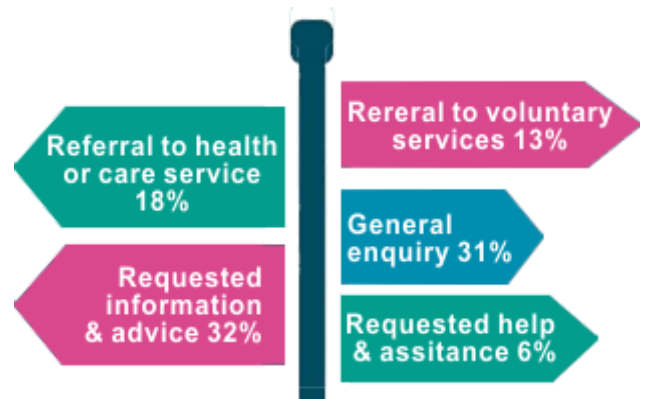 Referral to health
or care service
18%
Requested
information
& advice 32%
Rereral to voluntary
services 13%
General
enquiry 31%
Requested help
& assitance 6%